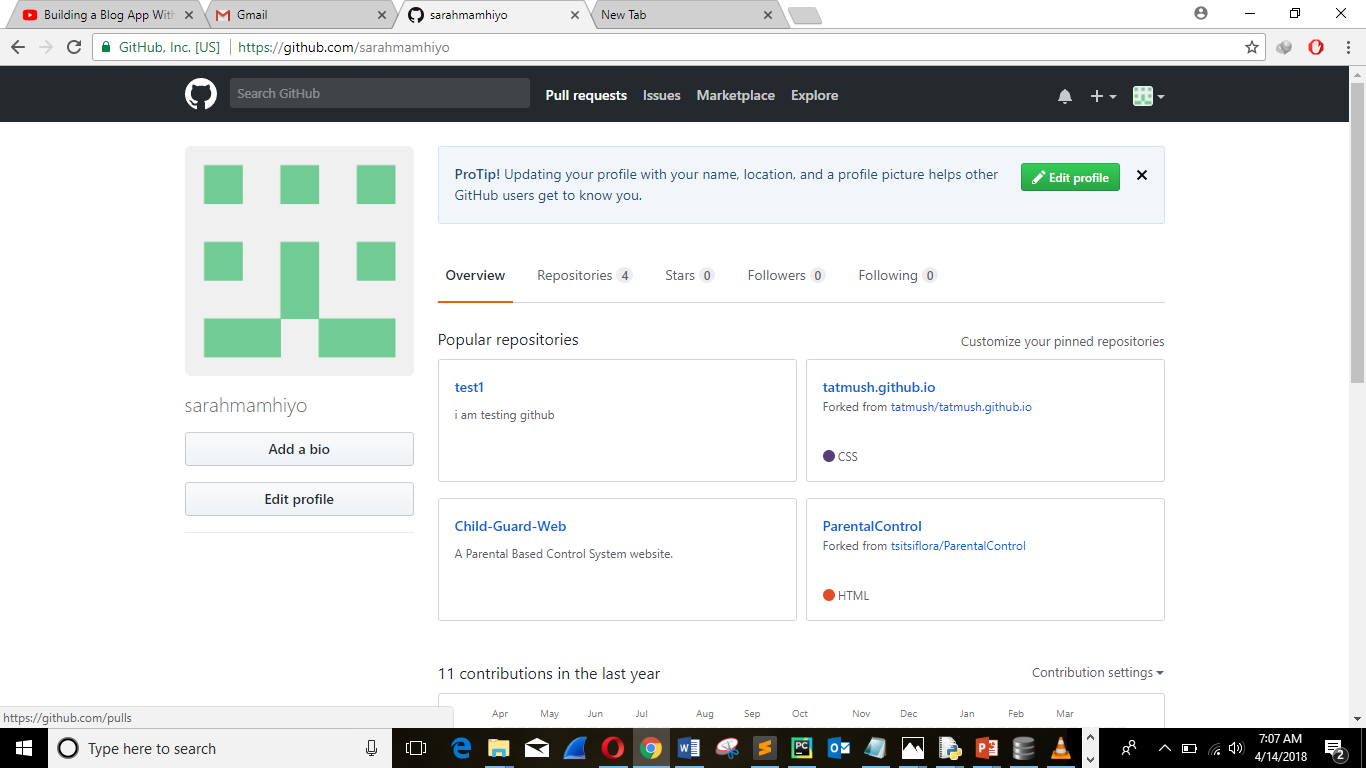 Building a Blog App With
Gmail
sarahmamhiyo
New Tab
GitHub, Inc. [US]
https://github.com/sarahmamhiyo
Search GitHub
Pull requests
Issues
Marketplace
Explore
ProTip! Updating your profile with your name, location, and a profile picture helps other
GitHub users get to know you.
Edit profile
Overview
Repositories 4
Stars 0
Followers 0
Following 0
Popular repositories
Customize your pinned repositories
test1
i am testing github
tatmush.github.io
Forked from tatmush/tatmush.github.io
CSS
sarahmamhiyo
Add a bio
Edit profile
Child-Guard-Web
A Parental Based Control System website.
ParentalControl
Forked from tsitsiflora/ParentalControl
HTML
11 contributions in the last year
Contribution settings
Apr May Jun Jul Aug Sep Oct Nov Dec Jan Feb Mar
https://github.com/pulls
Type here to search
7:07 AM
4/14/2018
2